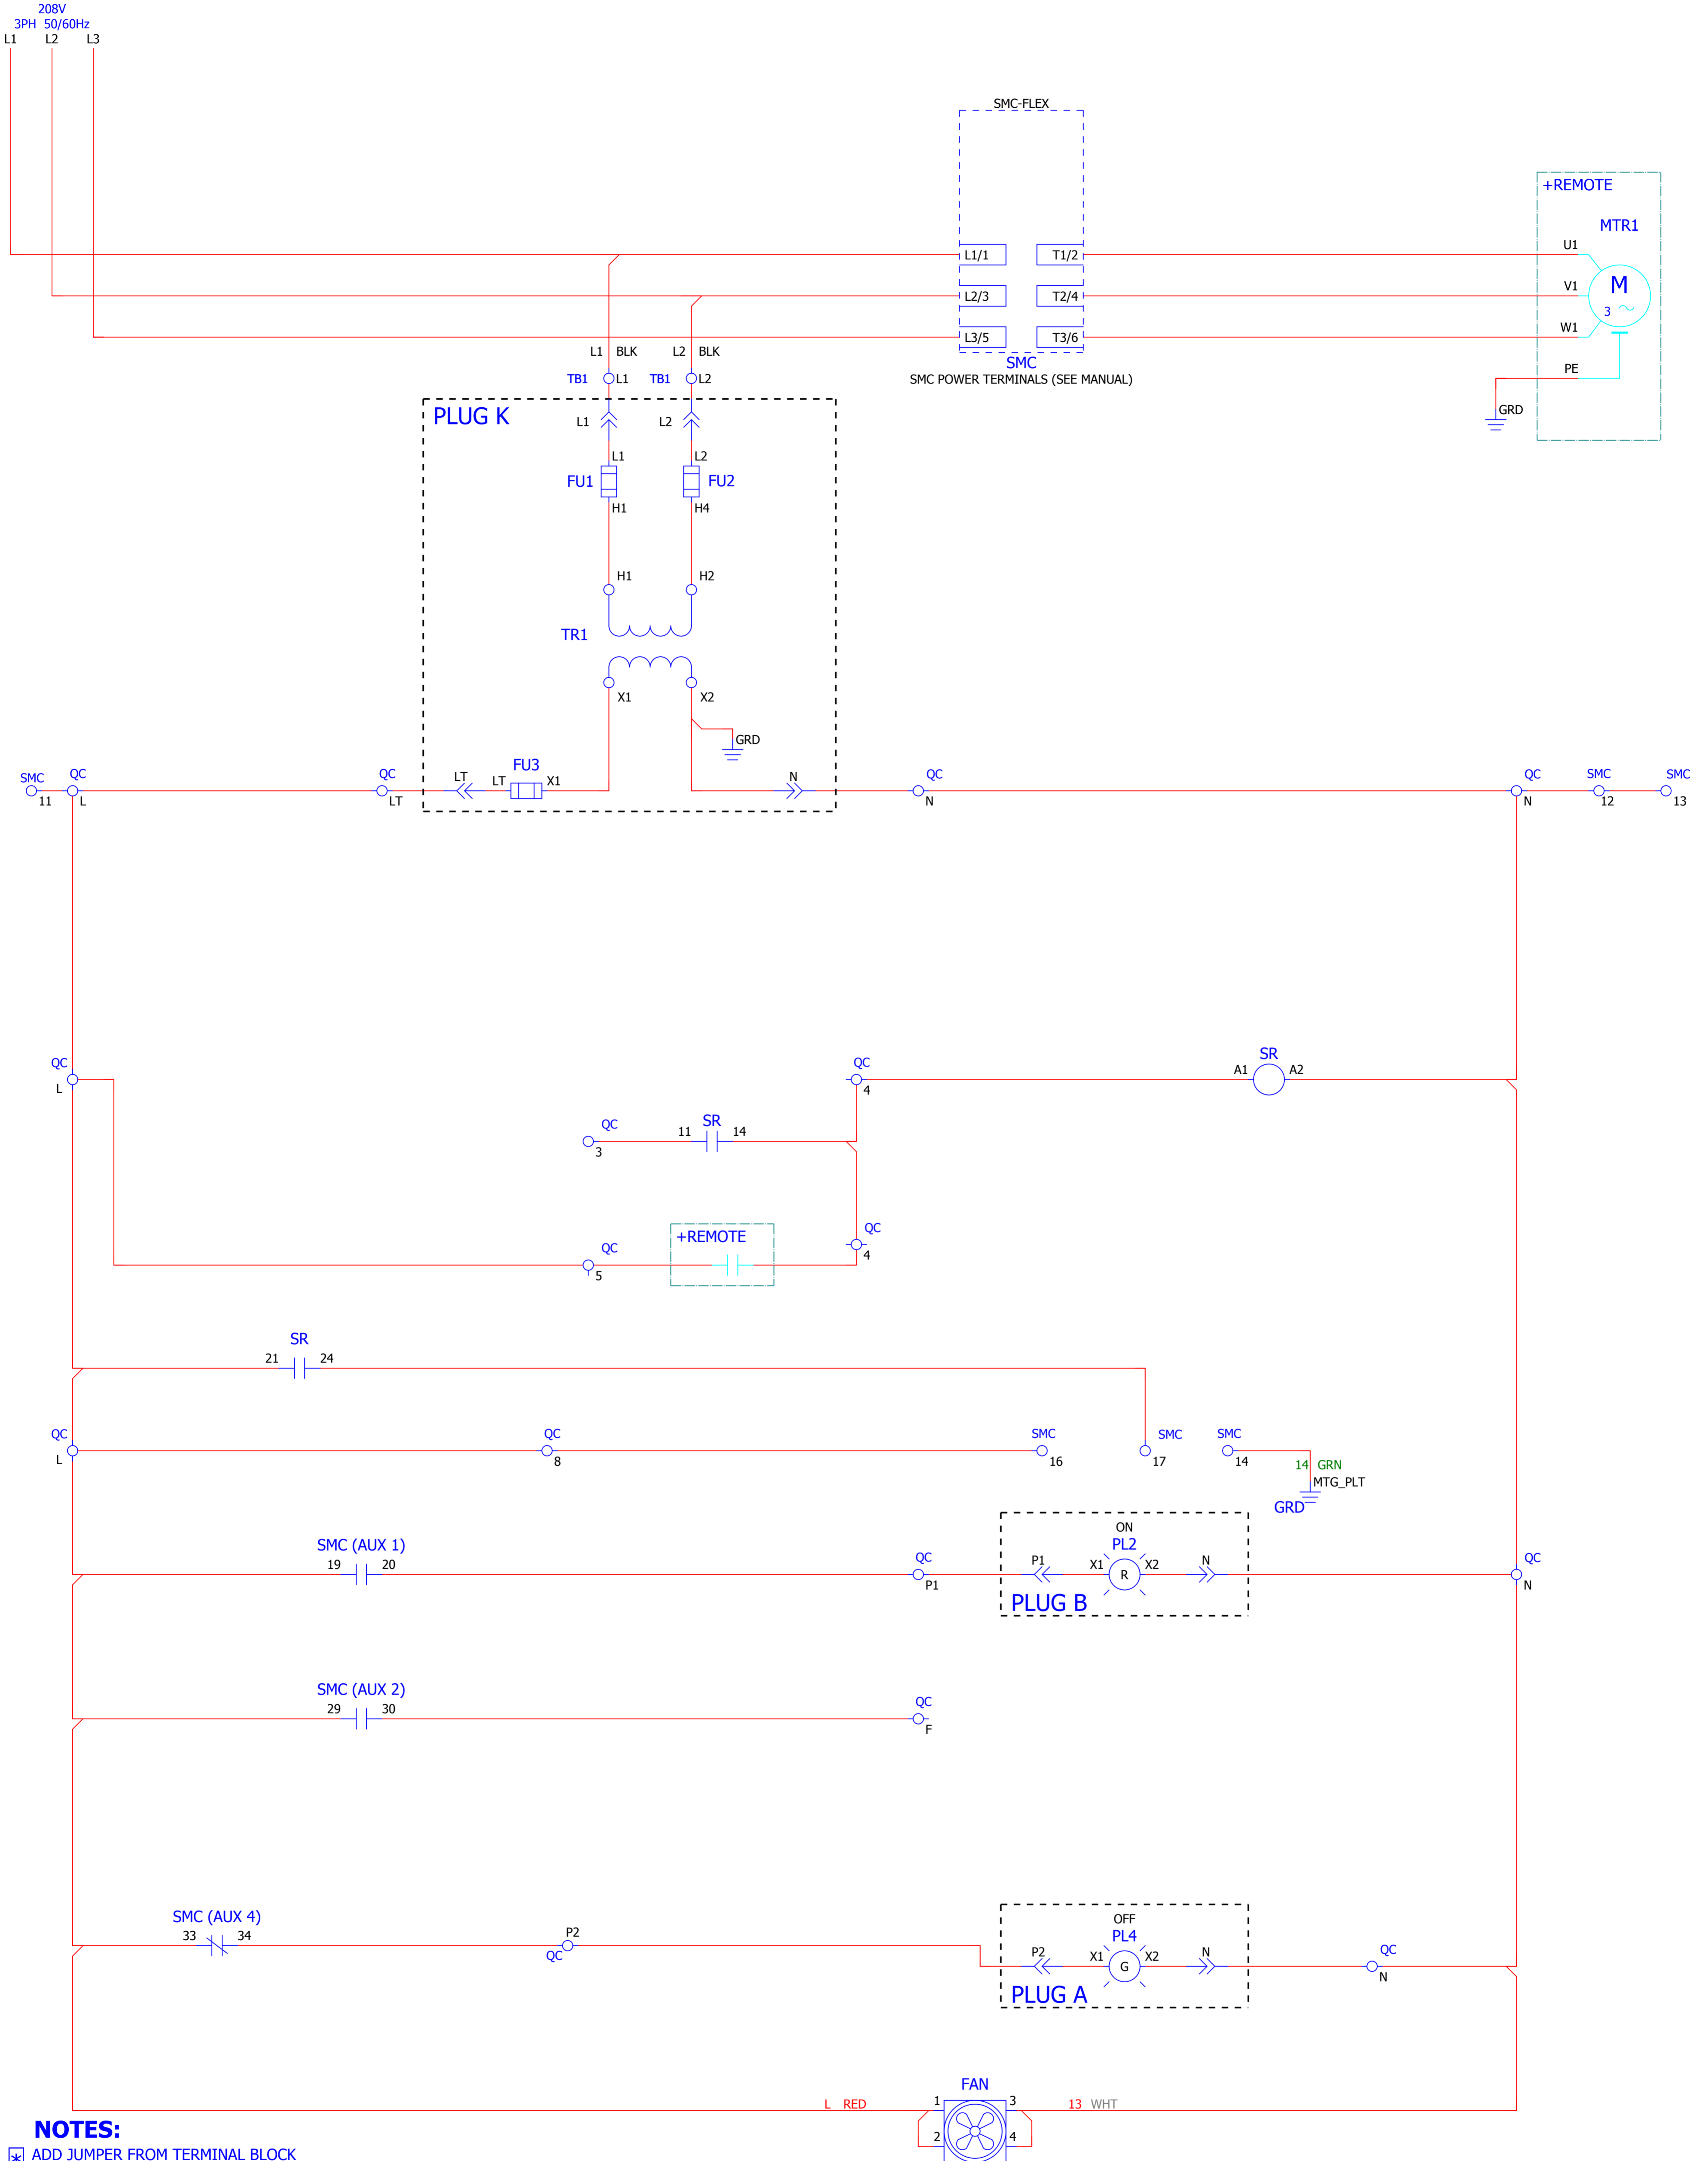 208V
3PH 50/60Hz
L1 L2 L3
SMC-FLEX
+REMOTE
MTR1
L1/1 T1/2 U1
L2/3 T2/4 V1 M
3
L3/5 T3/6 W1
L1 BLK L2 BLK
SMC
PE
TB1 L1 TB1 L2
SMC POWER TERMINALS (SEE MANUAL)
GRD
PLUG K
L1 L2
L1 L2
FU1 FU2
H1 H4
H1 H2
TR1
X1 X2
GRD
FU3
SMC QC QC LT LT X1 N QC QC SMC SMC
11 L LT N N 12 13
QC QC SR
L 4 A1 A2
QC SR
3 11 14
QC
+REMOTE
4
QC
5
SR
21 24
QC QC SMC SMC SMC
L 8 16 17 14
14 GRN
MTG_PLT
GRD
ON
SMC (AUX 1) PL2
19 20 QC P1 X1 R X2 N QC
P1 N
PLUG B
SMC (AUX 2)
29 30 QC
F
SMC (AUX 4) OFF
33 34 P2 PL4
QC P2 X1 G X2 N QC
N
PLUG A
FAN
L RED 1 3 13 WHT
2 4
NOTES:
* ADD JUMPER FROM TERMINAL BLOCK